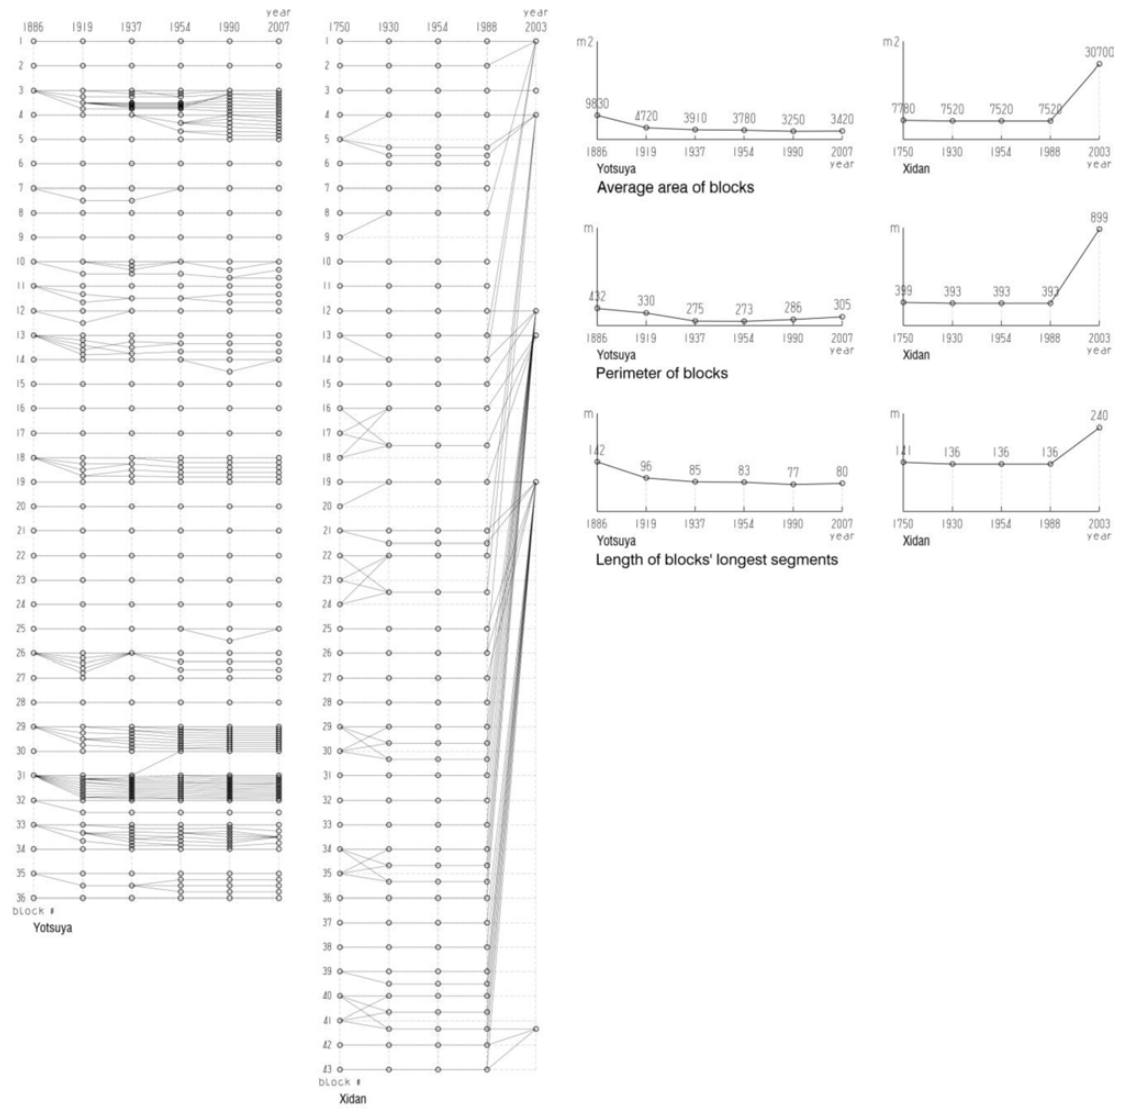 year
1886 1919 1937 1954 1990 2007
1
2
3
4
5
6
7
8
9
10
11
12
13
14
15
16
17
18
19
20
21
22
23
24
25
26
27
28
29
30
31
32
33
34
35
36
block #
Yotsuya
year
1750 1930 1954 1988 2003
1
2
3
4
5
6
7
8
9
10
11
12
13
14
15
16
17
18
19
20
21
22
23
24
25
26
27
28
29
30
31
32
33
34
35
36
37
38
39
40
41
42
43
block #
Xidan
m2
9830 4720 3910 3780 3250 3420
1886 1919 1937 1954 1990 2007
year
Yotsuya
Average area of blocks
m2
7780 7520 7520 7520 30700
1750 1930 1954 1988 2003
year
Xidan
m
432 330 275 273 286 305
1886 1919 1937 1954 1990 2007
year
Yotsuya
Perimeter of blocks
m
399 393 393 393 899
1750 1930 1954 1988 2003
year
Xidan
m
142 96 85 83 77 80
1886 1919 1937 1954 1990 2007
year
Yotsuya
Length of blocks' longest segments
m
141 136 136 136 240
1750 1930 1954 1988 2003
year
Xidan